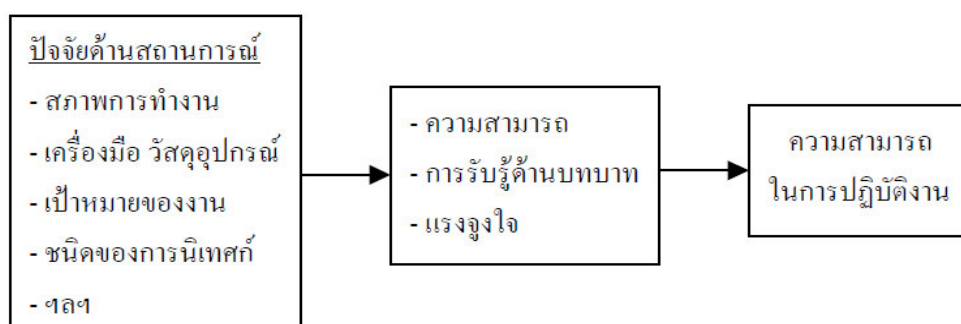 ปัจจัยด้านสถานการณ์
- สภาพการทำงาน
- เครื่องมือ วัสดุอุปกรณ์
- เป้าหมายของงาน
- ชนิดของการนิเทศก์
- ฯลฯ
- ความสามารถ
- การรับรู้ด้านบทบาท
- แรงจูงใจ
ความสามารถ
ในการปฏิบัติงาน